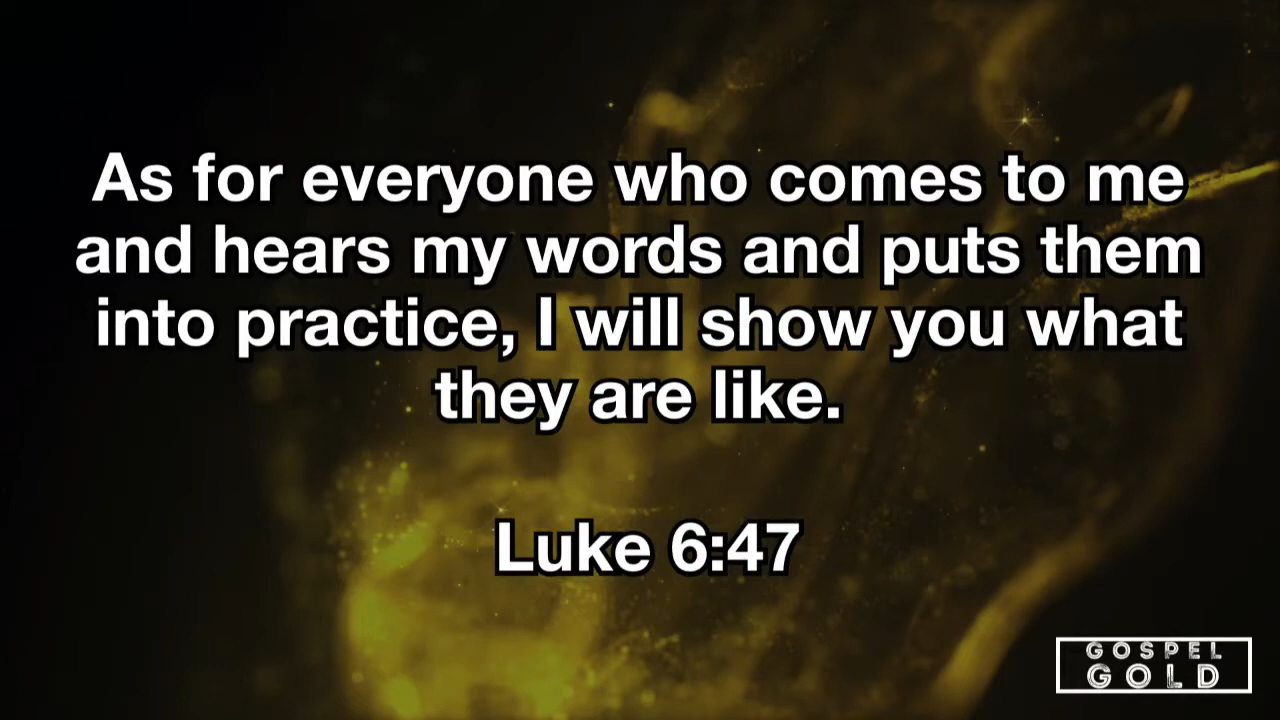 As for everyone who comes to me
and hears my words and puts them
into practice, I will show you what
they are like.
Luke 6:47
GOSPEL
GOLD